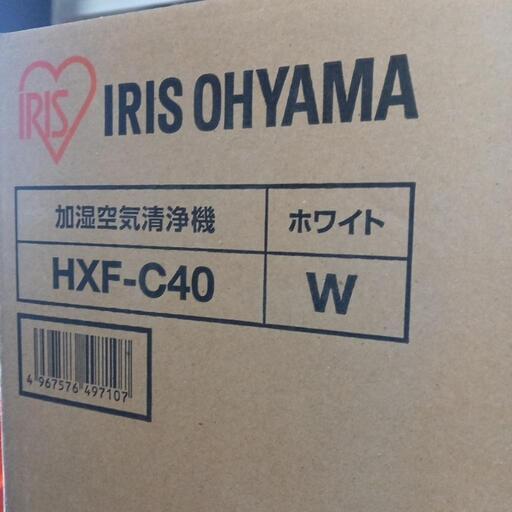 IRIS
IRIS OHYAMA
加湿空気清浄機 ホワイト
HXF-C40 W
4 967576 497107